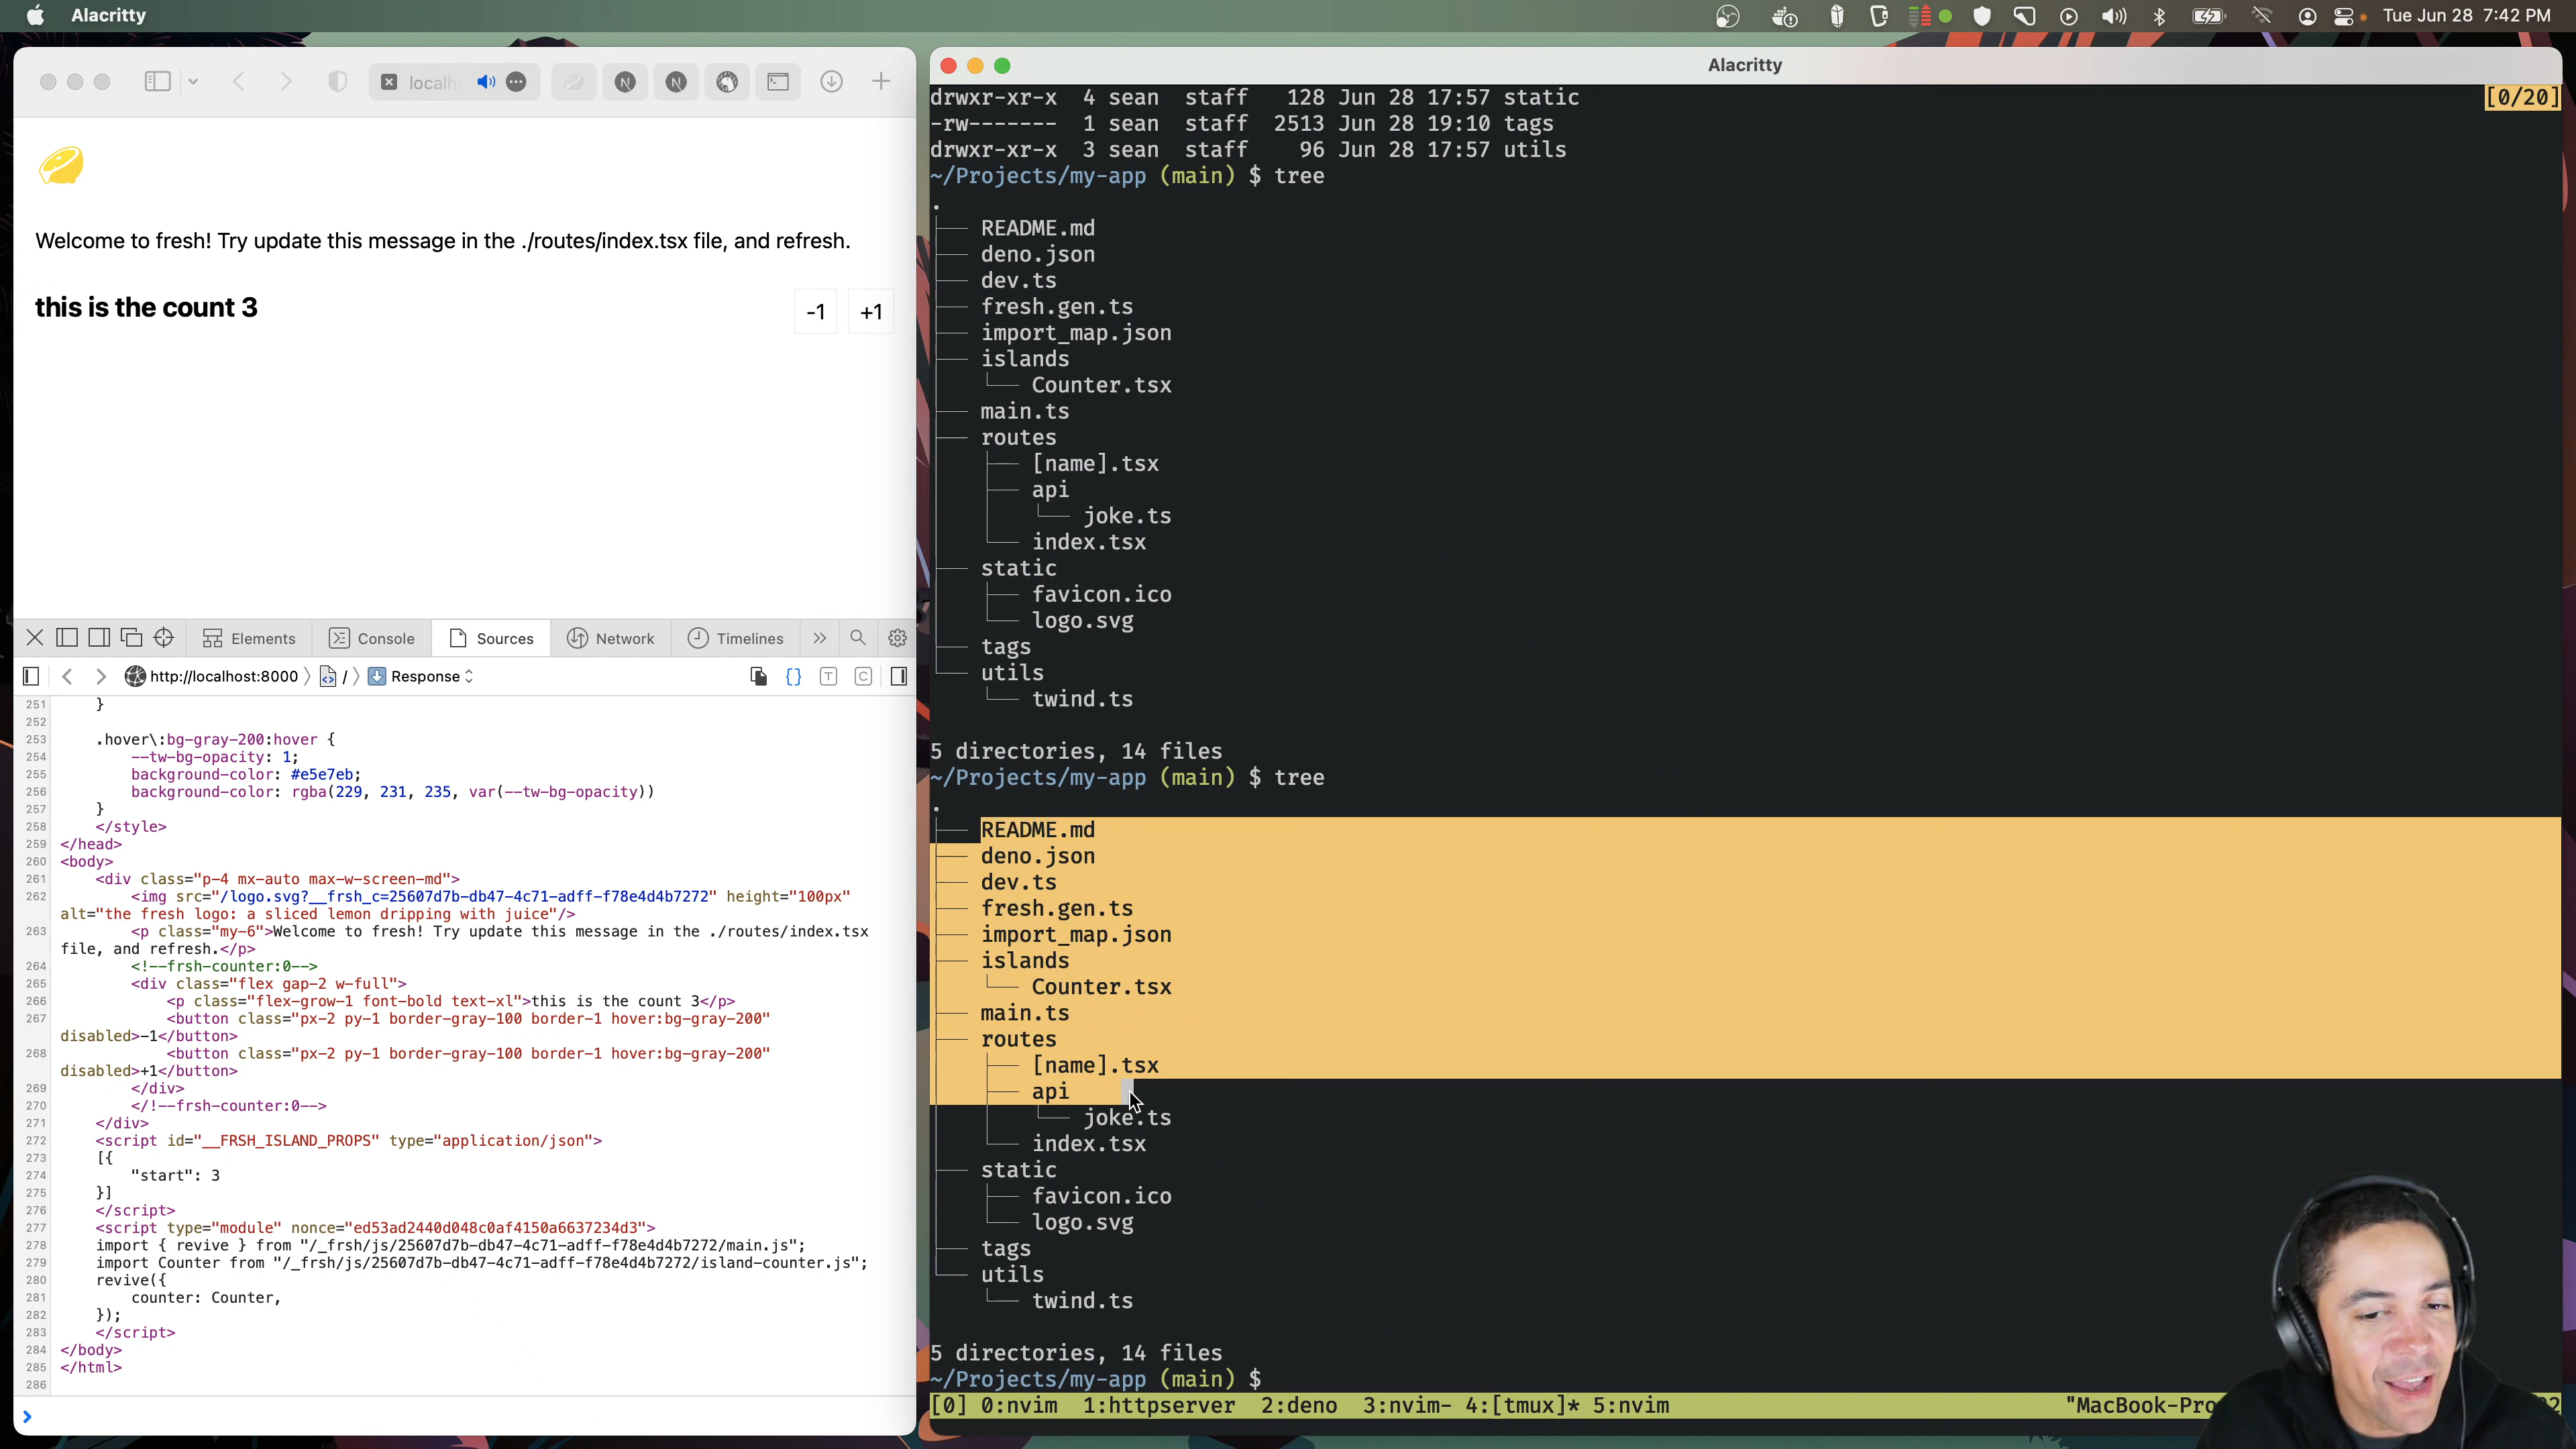 Alacritty
Tue Jun 28 7:42 PM
localh
Welcome to fresh! Try update this message in the ./routes/index.tsx file, and refresh.
this is the count 3
-1
+1
Elements
Console
Sources
Network
Timelines
http://localhost:8000
/
Response
251 }
252
253 .hover\:bg-gray-200:hover {
254 --tw-bg-opacity: 1;
255 background-color: #e5e7eb;
256 background-color: rgba(229, 231, 235, var(--tw-bg-opacity))
257 }
258 </style>
259 </head>
260 <body>
261 <div class="p-4 mx-auto max-w-screen-md">
262 <img src="/logo.svg?__frsh_c=25607d7b-db47-4c71-adff-f78e4d4b7272" height="100px"
alt="the fresh logo: a sliced lemon dripping with juice"/>
263 <p class="my-6">Welcome to fresh! Try update this message in the ./routes/index.tsx
file, and refresh.</p>
264 <!--frsh-counter:0-->
265 <div class="flex gap-2 w-full">
266 <p class="flex-grow-1 font-bold text-xl">this is the count 3</p>
267 <button class="px-2 py-1 border-gray-100 border-1 hover:bg-gray-200"
disabled>-1</button>
268 <button class="px-2 py-1 border-gray-100 border-1 hover:bg-gray-200"
disabled>+1</button>
269 </div>
270 </!--frsh-counter:0-->
271 </div>
272 <script id="__FRSH_ISLAND_PROPS" type="application/json">
273 [{
274 "start": 3
275 }]
276 </script>
277 <script type="module" nonce="ed53ad2440d048c0af4150a6637234d3">
278 import { revive } from "/_frsh/js/25607d7b-db47-4c71-adff-f78e4d4b7272/main.js";
279 import Counter from "/_frsh/js/25607d7b-db47-4c71-adff-f78e4d4b7272/island-counter.js";
280 revive({
281 counter: Counter,
282 });
283 </script>
284 </body>
285 </html>
286
Alacritty
drwxr-xr-x 4 sean staff 128 Jun 28 17:57 static [0/20]
-rw------- 1 sean staff 2513 Jun 28 19:10 tags
drwxr-xr-x 3 sean staff 96 Jun 28 17:57 utils
~/Projects/my-app (main) $ tree
.
├── README.md
├── deno.json
├── dev.ts
├── fresh.gen.ts
├── import_map.json
├── islands
│   └── Counter.tsx
├── main.ts
├── routes
│   ├── [name].tsx
│   ├── api
│   │   └── joke.ts
│   └── index.tsx
├── static
│   ├── favicon.ico
│   └── logo.svg
├── tags
└── utils
    └── twind.ts
5 directories, 14 files
~/Projects/my-app (main) $ tree
.
├── README.md
├── deno.json
├── dev.ts
├── fresh.gen.ts
├── import_map.json
├── islands
│   └── Counter.tsx
├── main.ts
├── routes
│   ├── [name].tsx
│   ├── api
│   │   └── joke.ts
│   └── index.tsx
├── static
│   ├── favicon.ico
│   └── logo.svg
├── tags
└── utils
    └── twind.ts
5 directories, 14 files
~/Projects/my-app (main) $
[0] 0:nvim 1:httpserver 2:deno 3:nvim- 4:[tmux]* 5:nvim "MacBook-Pro